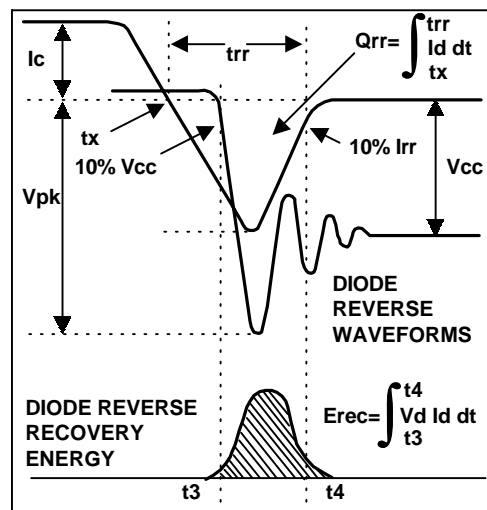 trr
Ic
Qrr= ∫ trr Id dt tx
tx
10% Vcc
10% Irr
Vpk
Vcc
DIODE
REVERSE
WAVEFORMS
DIODE REVERSE
RECOVERY
ENERGY
Erec= ∫ t4 Vd Id dt t3
t3
t4